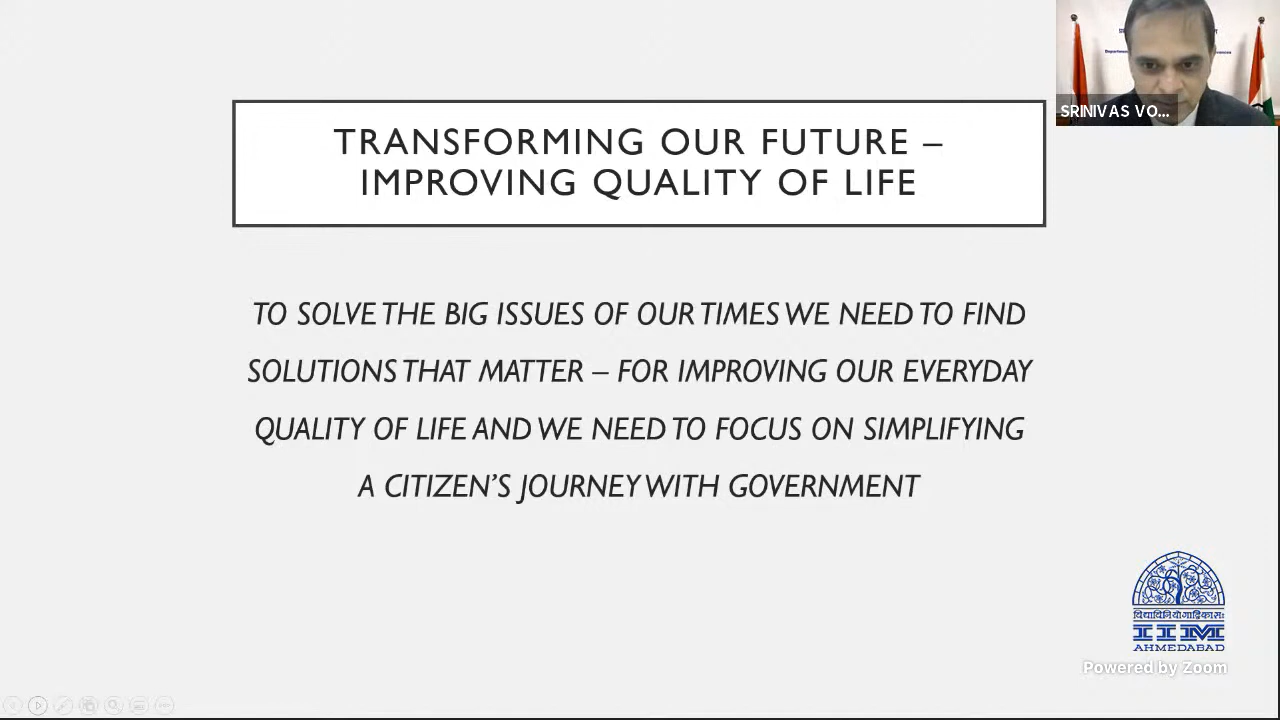 TRANSFORMING OUR FUTURE –
IMPROVING QUALITY OF LIFE
SRINIVAS VO...
TO SOLVE THE BIG ISSUES OF OUR TIMES WE NEED TO FIND
SOLUTIONS THAT MATTER – FOR IMPROVING OUR EVERYDAY
QUALITY OF LIFE AND WE NEED TO FOCUS ON SIMPLIFYING
A CITIZEN’S JOURNEY WITH GOVERNMENT
विद्याविनियोगाद्विकासः
IIM
AHMEDABAD
Powered by Zoom